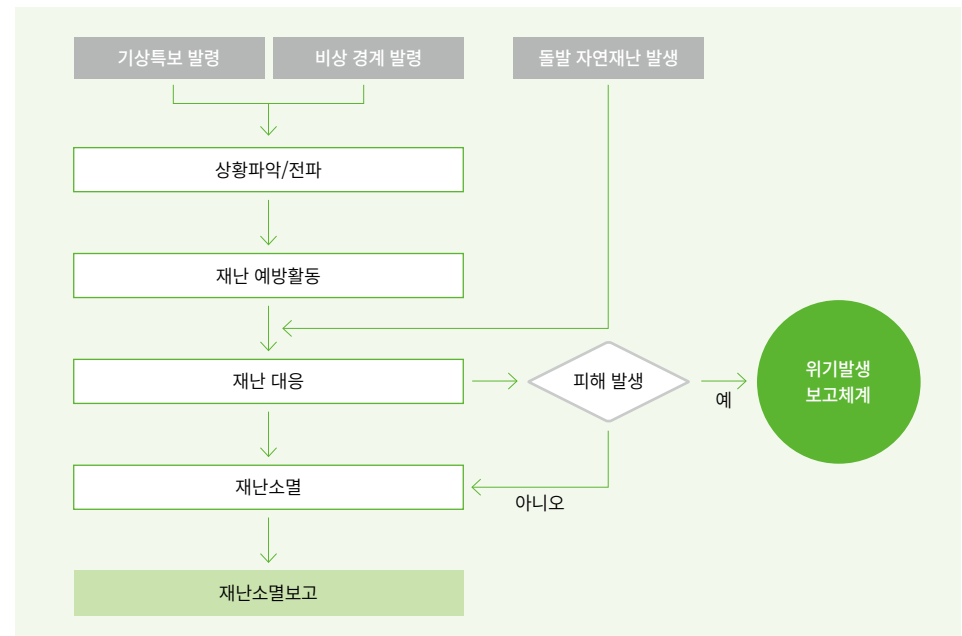 기상특보 발령
비상 경계 발령
돌발 자연재난 발생
상황파악/전파
재난 예방활동
재난 대응
피해 발생
예
위기발생
보고체계
아니오
재난소멸
재난소멸보고